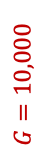 G = 10,000